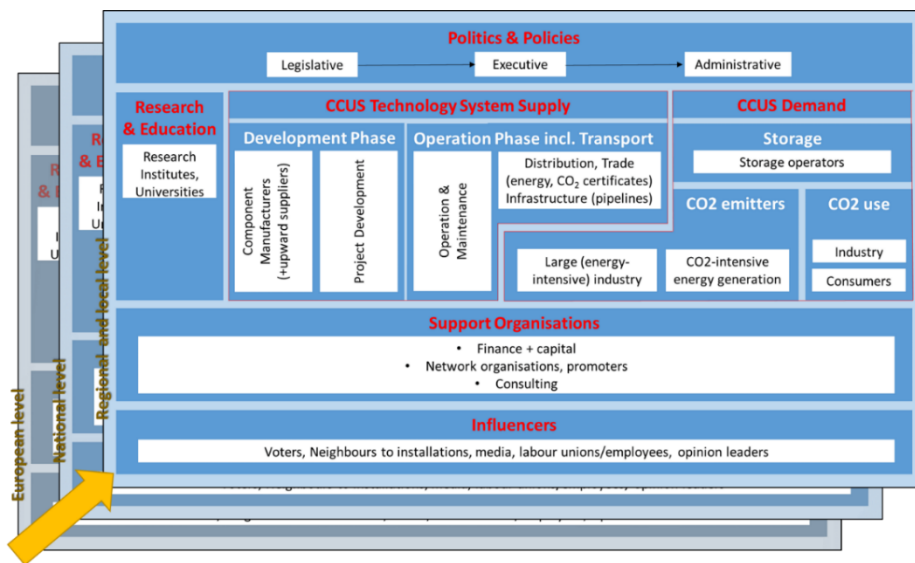 Politics & Policies
Legislative
Executive
Administrative
Research
& Education
Research
Institutes,
Universities
CCUS Technology System Supply
Development Phase
Component
Manufacturers
(+upward suppliers)
Project Development
Operation Phase incl. Transport
Operation &
Maintenance
Distribution, Trade
(energy, CO₂ certificates)
Infrastructure (pipelines)
CCUS Demand
Storage
Storage operators
CO2 emitters
Large (energy-
intensive) industry
CO2-intensive
energy generation
CO2 use
Industry
Consumers
Support Organisations
• Finance + capital
• Network organisations, promoters
• Consulting
Influencers
Voters, Neighbours to installations, media, labour unions/employees, opinion leaders
Regional and local level
National level
European level